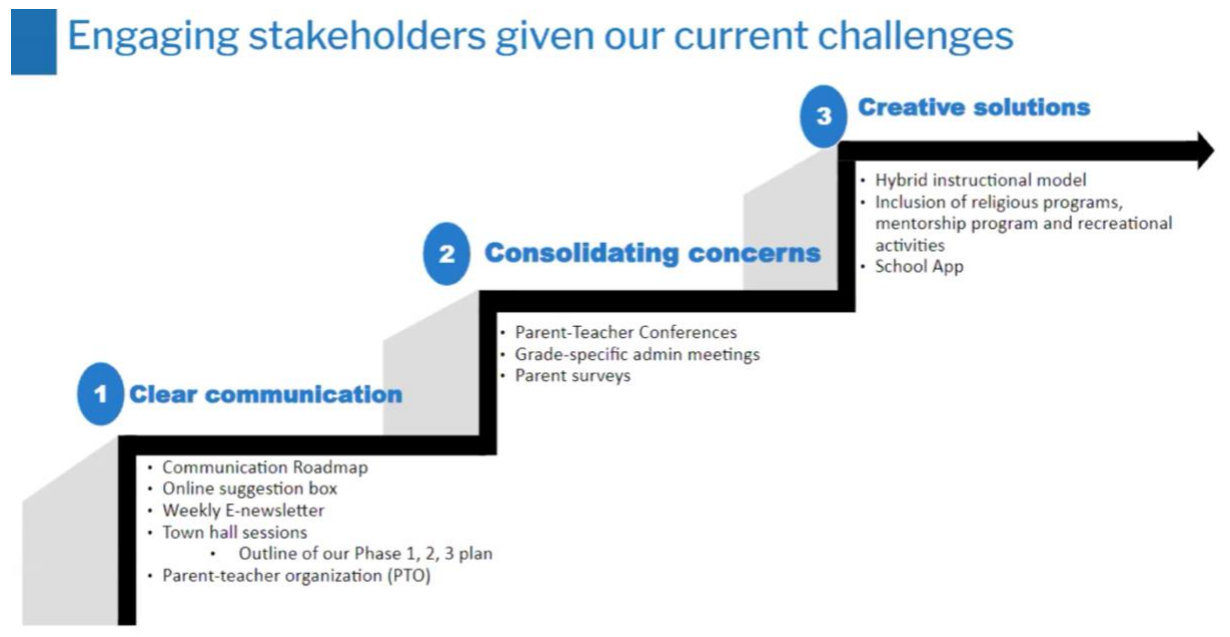 Engaging stakeholders given our current challenges
3 Creative solutions
• Hybrid instructional model
• Inclusion of religious programs,
mentorship program and recreational
activities
• School App
2 Consolidating concerns
• Parent-Teacher Conferences
• Grade-specific admin meetings
• Parent surveys
1 Clear communication
• Communication Roadmap
• Online suggestion box
• Weekly E-newsletter
• Town hall sessions
• Outline of our Phase 1, 2, 3 plan
• Parent-teacher organization (PTO)